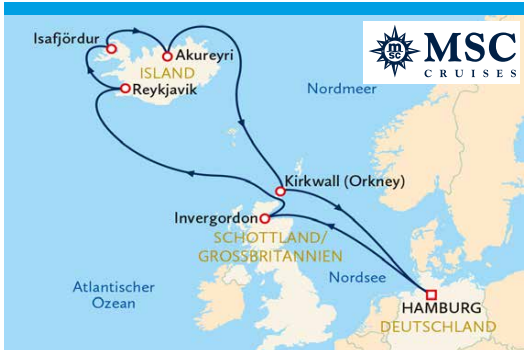 Isafjördur
Akureyri
ISLAND
Reykjavik
msc
MSC
CRUISES
Nordmeer
Kirkwall (Orkney)
Invergordon
SCHOTTLAND/
GROSSBRITANNIEN
Nordsee
Atlantischer
Ozean
HAMBURG
DEUTSCHLAND